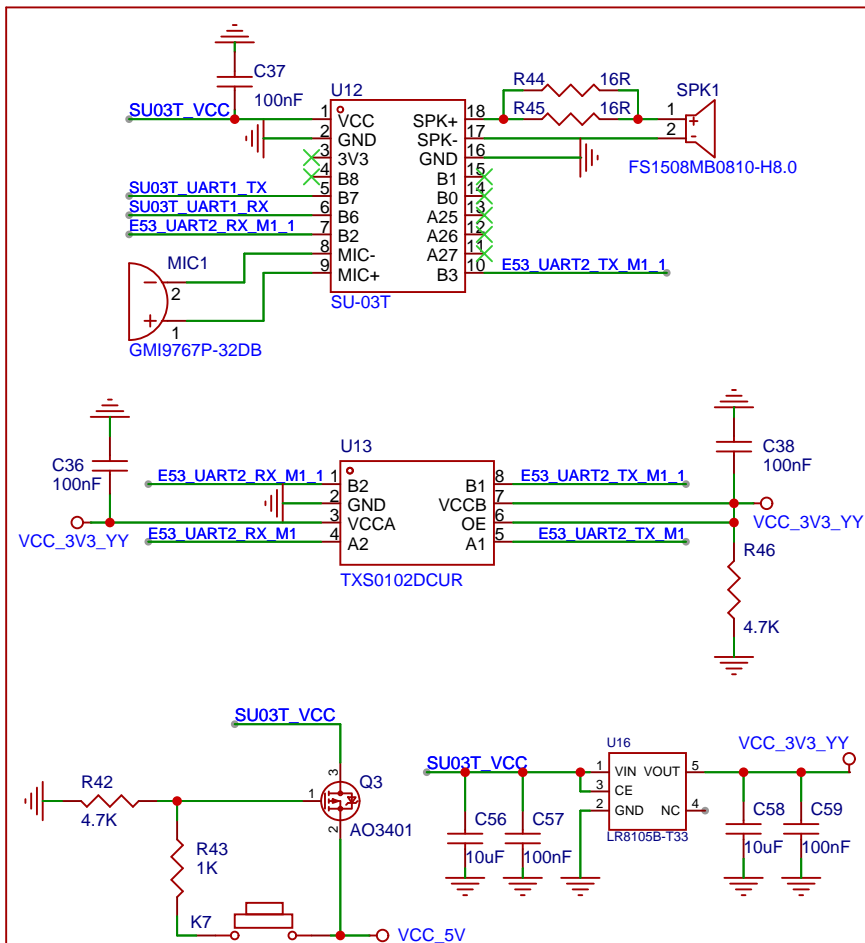 C37
100nF
SU03T_VCC
U12
R44 16R
R45 16R
SPK1
1 VCC SPK+ 18
2 GND SPK- 17
3 3V3 GND 16
4 B8 B1 15
SU03T_UART1_TX 5 B7 B0 14
SU03T_UART1_RX 6 B6 A25 13
E53_UART2_RX_M1_1 7 B2 A26 12
8 MIC- A27 11
9 MIC+ B3 10 E53_UART2_TX_M1_1
SU-03T
1 +
2 -
FS1508MB0810-H8.0
MIC1
− 2
+ 1
GMI9767P-32DB
U13
C36
100nF
C38
100nF
E53_UART2_RX_M1_1 1 B2 B1 8 E53_UART2_TX_M1_1
2 GND VCCB 7
VCC_3V3_YY 3 VCCA OE 6 VCC_3V3_YY
E53_UART2_RX_M1 4 A2 A1 5 E53_UART2_TX_M1
TXS0102DCUR
R46
4.7K
SU03T_VCC
3
Q3
1
R42
4.7K
AO3401
2
R43
1K
K7
VCC_5V
U16
VCC_3V3_YY
SU03T_VCC 1 VIN VOUT 5
3 CE
2 GND NC 4
LR8105B-T33
C56
10uF
C57
100nF
C58
10uF
C59
100nF